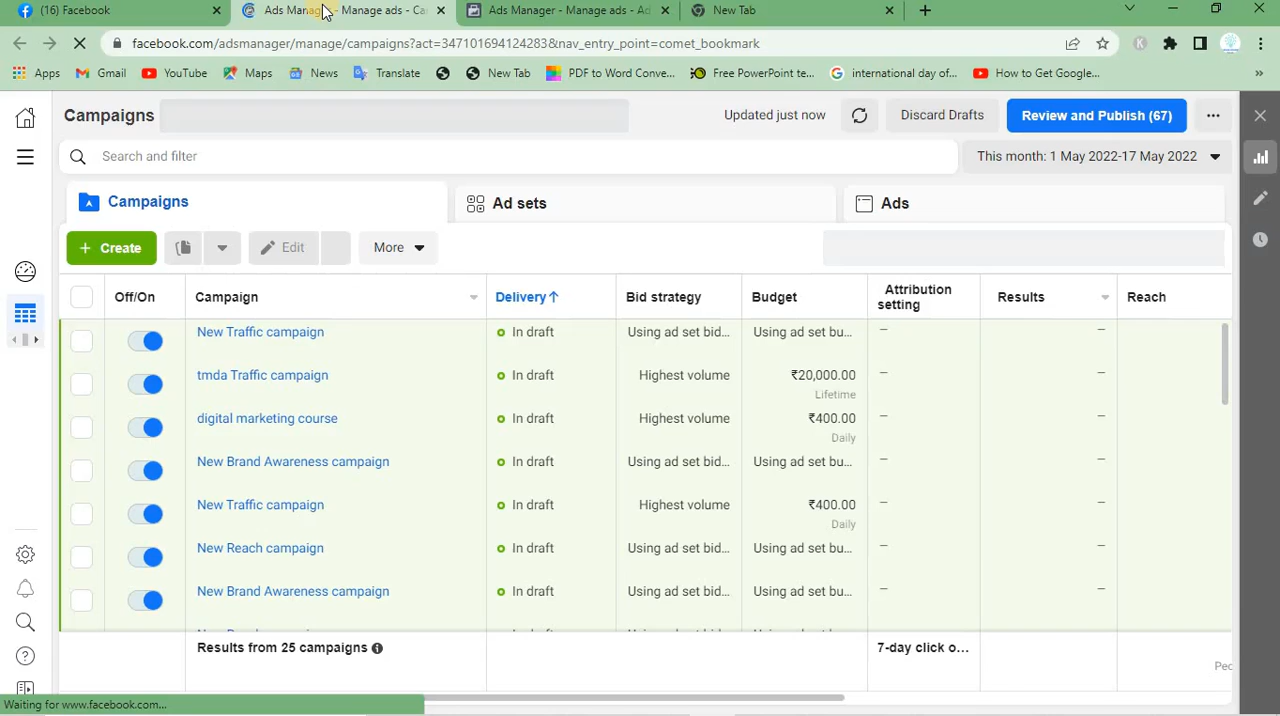 (16) Facebook
Ads Manager - Manage ads - Ca
Ads Manager - Manage ads - Ad
New Tab
facebook.com/adsmanager/manage/campaigns?act=347101694124283&nav_entry_point=comet_bookmark
Apps
Gmail
YouTube
Maps
News
Translate
New Tab
PDF to Word Conve...
Free PowerPoint te...
international day of...
How to Get Google...
Campaigns
Updated just now
Discard Drafts
Review and Publish (67)
Search and filter
This month: 1 May 2022-17 May 2022
Campaigns
Ad sets
Ads
+ Create
Edit
More
Off/On
Campaign
Delivery↑
Bid strategy
Budget
Attribution setting
Results
Reach
New Traffic campaign
In draft
Using ad set bid...
Using ad set bu...
–
–
tmda Traffic campaign
In draft
Highest volume
₹20,000.00
Lifetime
–
–
digital marketing course
In draft
Highest volume
₹400.00
Daily
–
–
New Brand Awareness campaign
In draft
Using ad set bid...
Using ad set bu...
–
–
New Traffic campaign
In draft
Highest volume
₹400.00
Daily
–
–
New Reach campaign
In draft
Using ad set bid...
Using ad set bu...
–
–
New Brand Awareness campaign
In draft
Using ad set bid...
Using ad set bu...
–
–
Results from 25 campaigns
7-day click o...
Waiting for www.facebook.com...